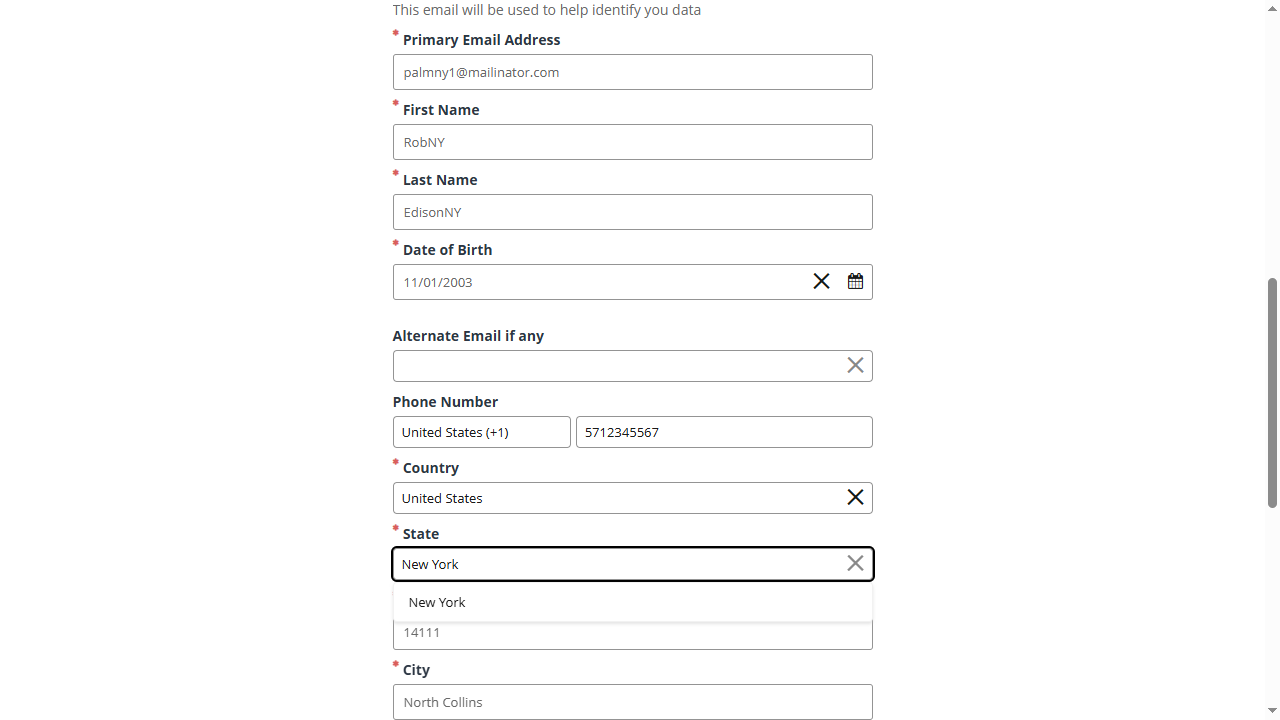 This email will be used to help identify you data
* Primary Email Address
palmny1@mailinator.com
* First Name
RobNY
* Last Name
EdisonNY
* Date of Birth
11/01/2003
Alternate Email if any
Phone Number
United States (+1) 5712345567
* Country
United States
* State
New York
New York
14111
* City
North Collins